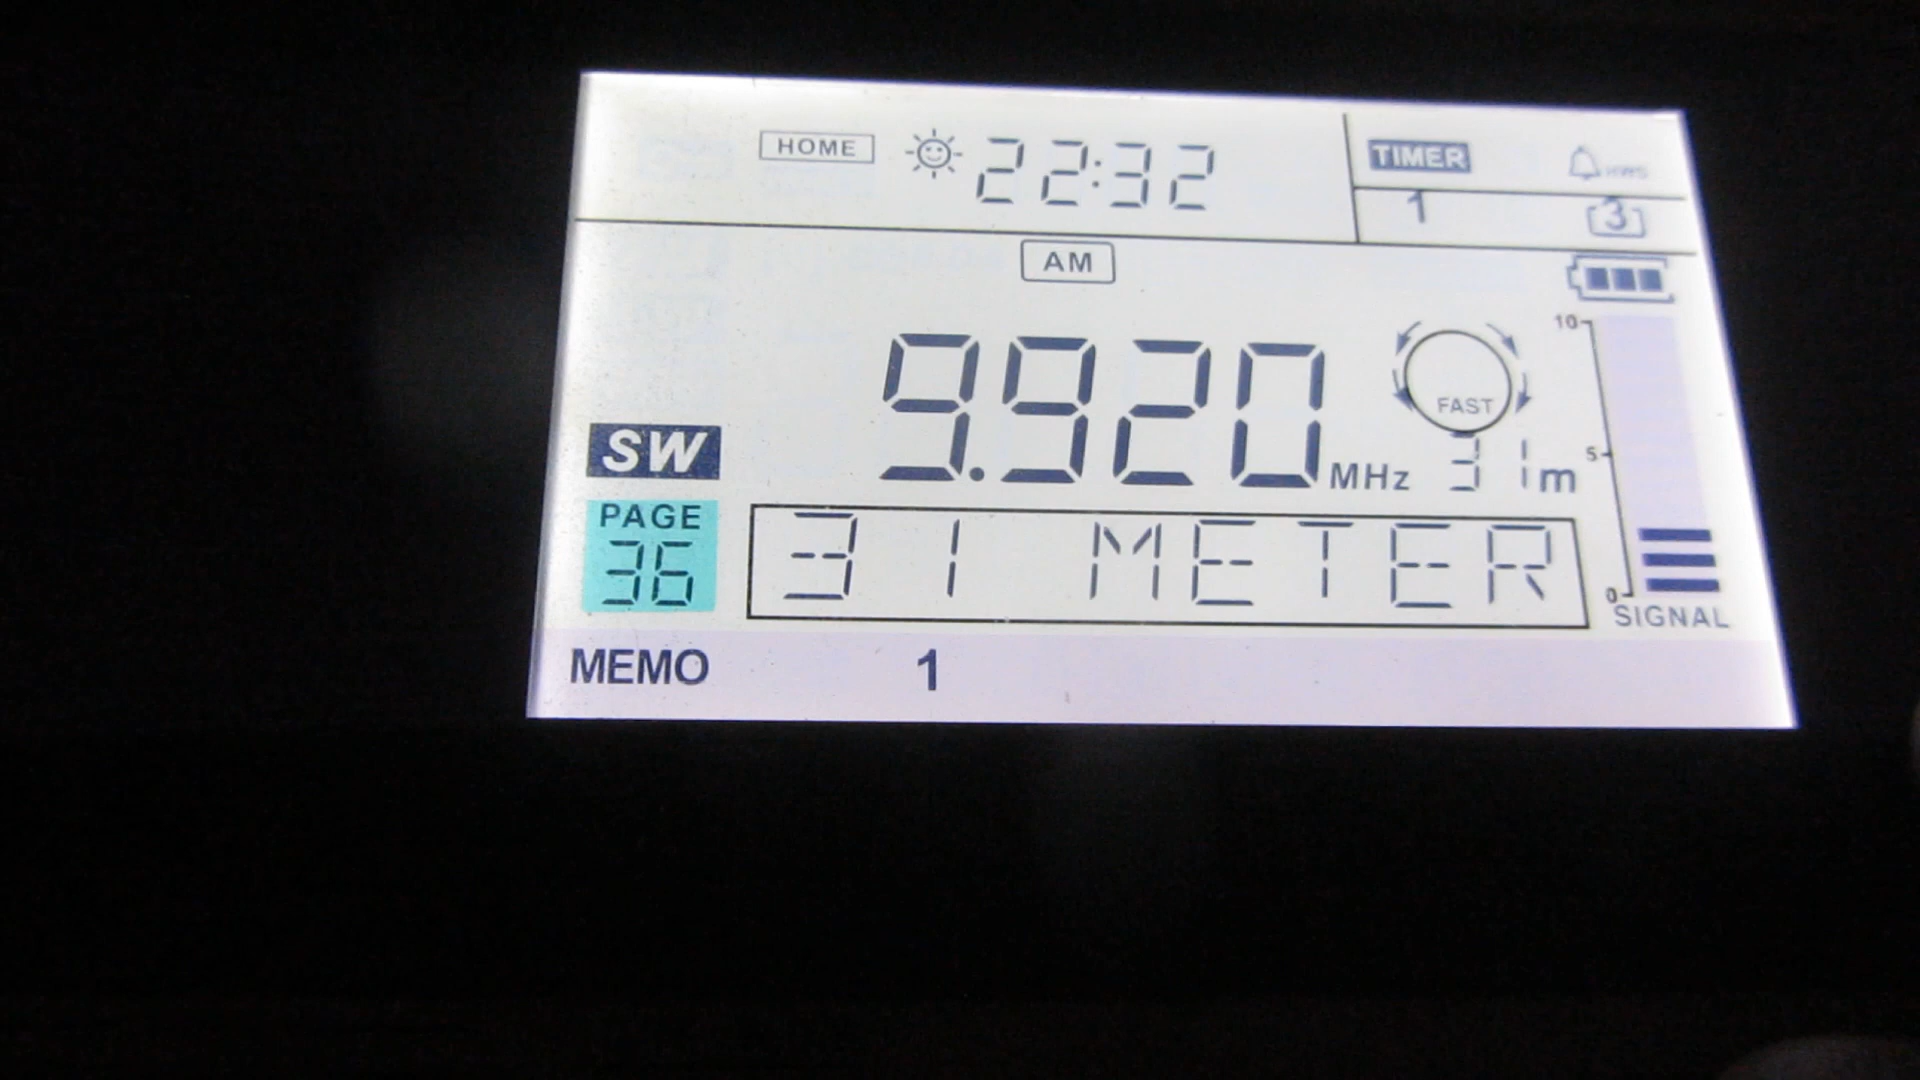 HOME 22:32 TIMER HWS
1 3
AM
10
9.920 MHz FAST
31m
5
SW
PAGE
36
31 METER
0
SIGNAL
MEMO 1